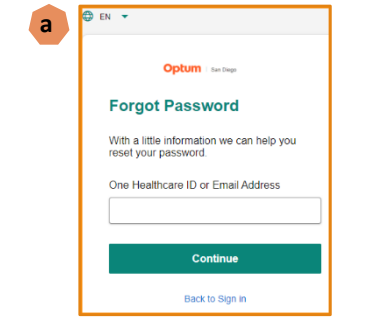 a
EN
Optum San Diego
Forgot Password
With a little information we can help you
reset your password.
One Healthcare ID or Email Address
Continue
Back to Sign in